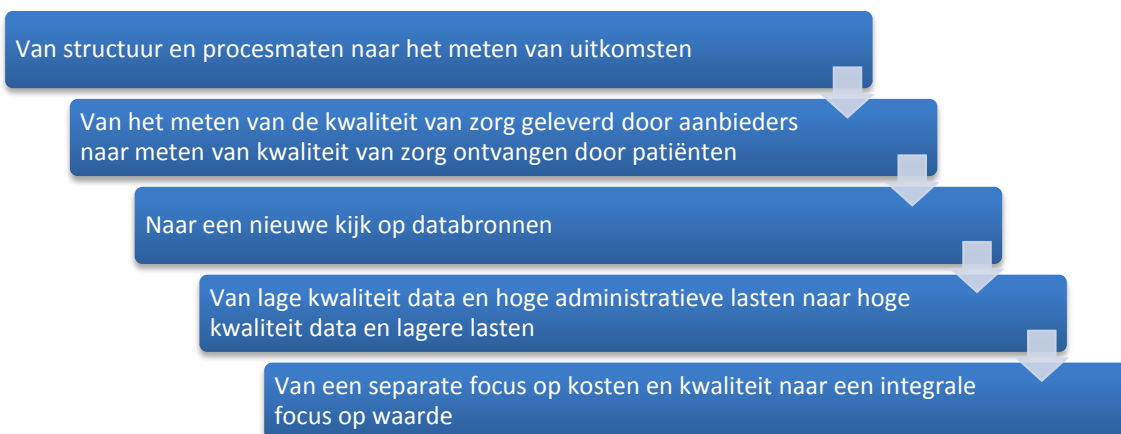 Van structuur en procesmaten naar het meten van uitkomsten
Van het meten van de kwaliteit van zorg geleverd door aanbieders
naar meten van kwaliteit van zorg ontvangen door patiënten
Naar een nieuwe kijk op databronnen
Van lage kwaliteit data en hoge administratieve lasten naar hoge
kwaliteit data en lagere lasten
Van een separate focus op kosten en kwaliteit naar een integrale
focus op waarde